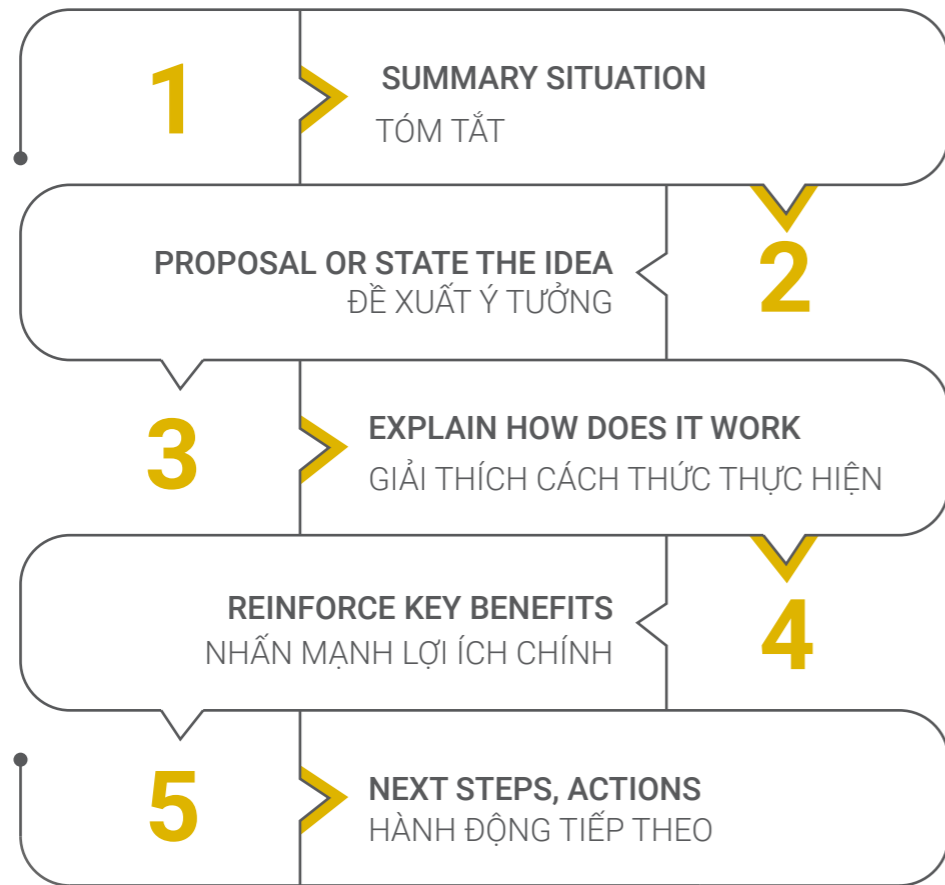 1
SUMMARY SITUATION
TÓM TẮT
2
PROPOSAL OR STATE THE IDEA
ĐỀ XUẤT Ý TƯỞNG
3
EXPLAIN HOW DOES IT WORK
GIẢI THÍCH CÁCH THỨC THỰC HIỆN
4
REINFORCE KEY BENEFITS
NHẤN MẠNH LỢI ÍCH CHÍNH
5
NEXT STEPS, ACTIONS
HÀNH ĐỘNG TIẾP THEO